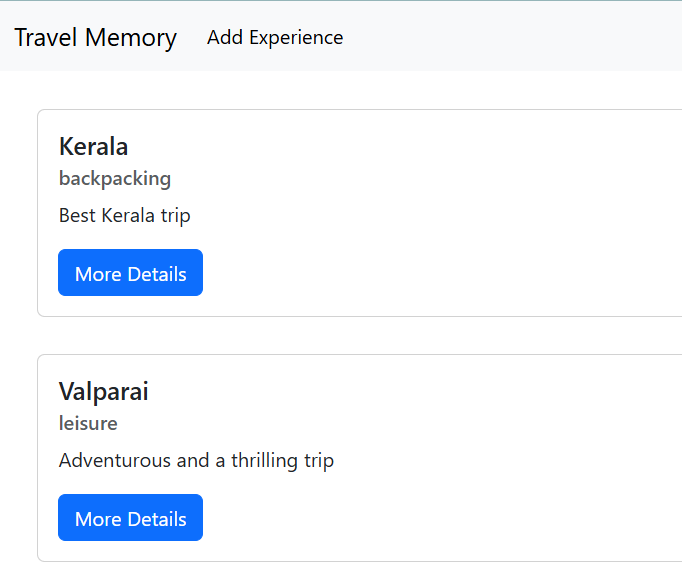 Travel Memory Add Experience
Kerala
backpacking
Best Kerala trip
More Details
Valparai
leisure
Adventurous and a thrilling trip
More Details